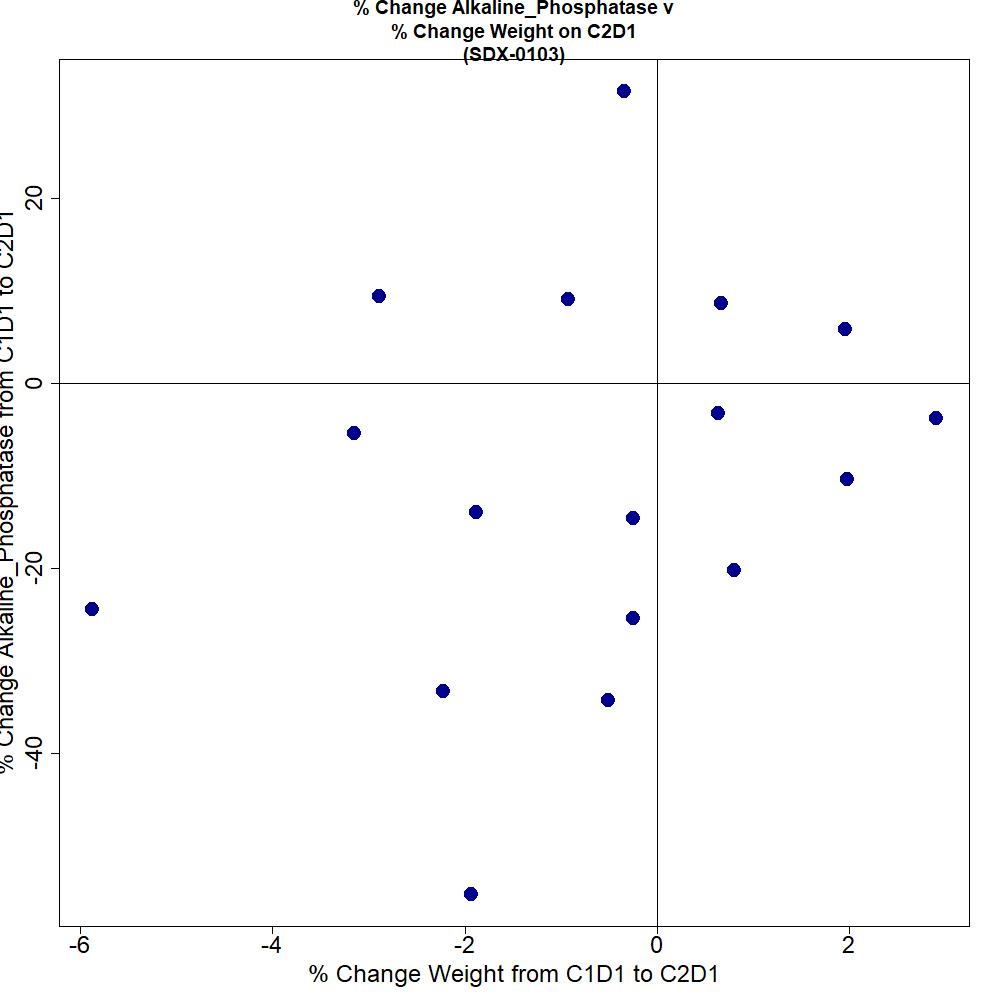 % Change Alkaline_Phosphatase v
% Change Weight on C2D1
(SDX-0103)
% Change Alkaline_Phosphatase from C1D1 to C2D1
20
0
-20
-40
-6
-4
-2
0
2
% Change Weight from C1D1 to C2D1